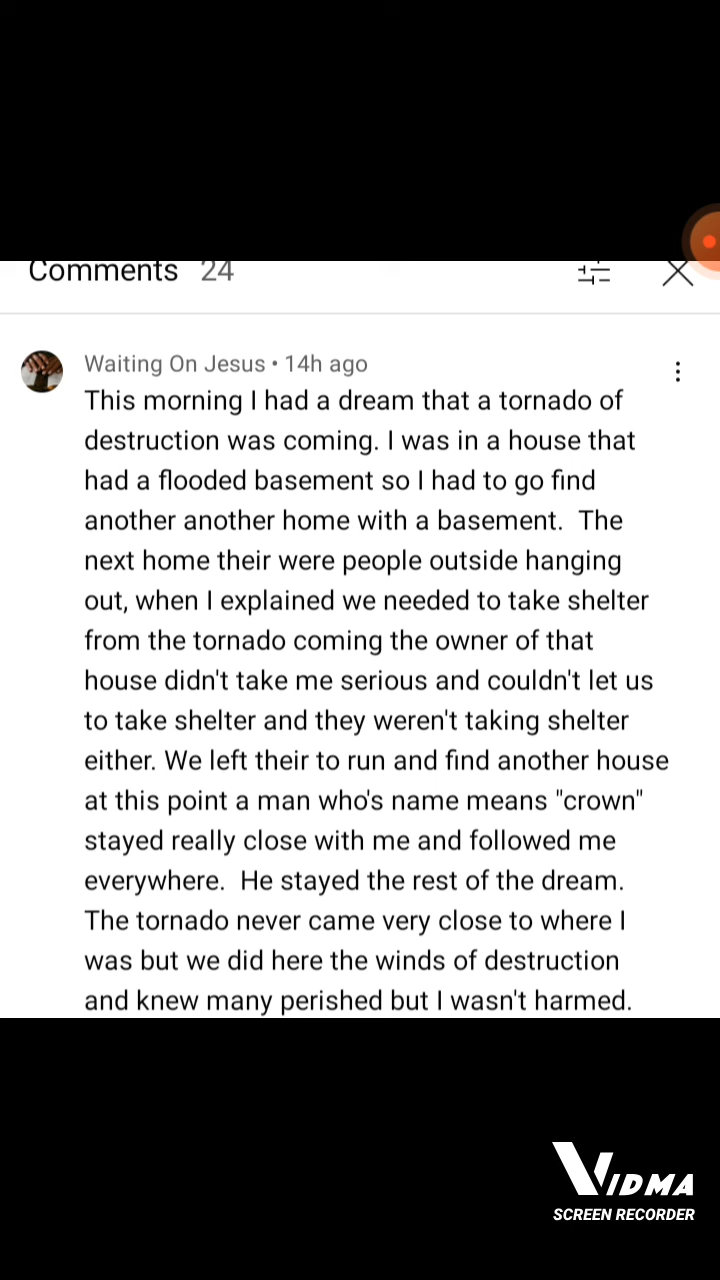 Comments 24
Waiting On Jesus • 14h ago
This morning I had a dream that a tornado of
destruction was coming. I was in a house that
had a flooded basement so I had to go find
another another home with a basement.  The
next home their were people outside hanging
out, when I explained we needed to take shelter
from the tornado coming the owner of that
house didn't take me serious and couldn't let us
to take shelter and they weren't taking shelter
either. We left their to run and find another house
at this point a man who's name means "crown"
stayed really close with me and followed me
everywhere.  He stayed the rest of the dream.
The tornado never came very close to where I
was but we did here the winds of destruction
and knew many perished but I wasn't harmed.
VIDMA
SCREEN RECORDER